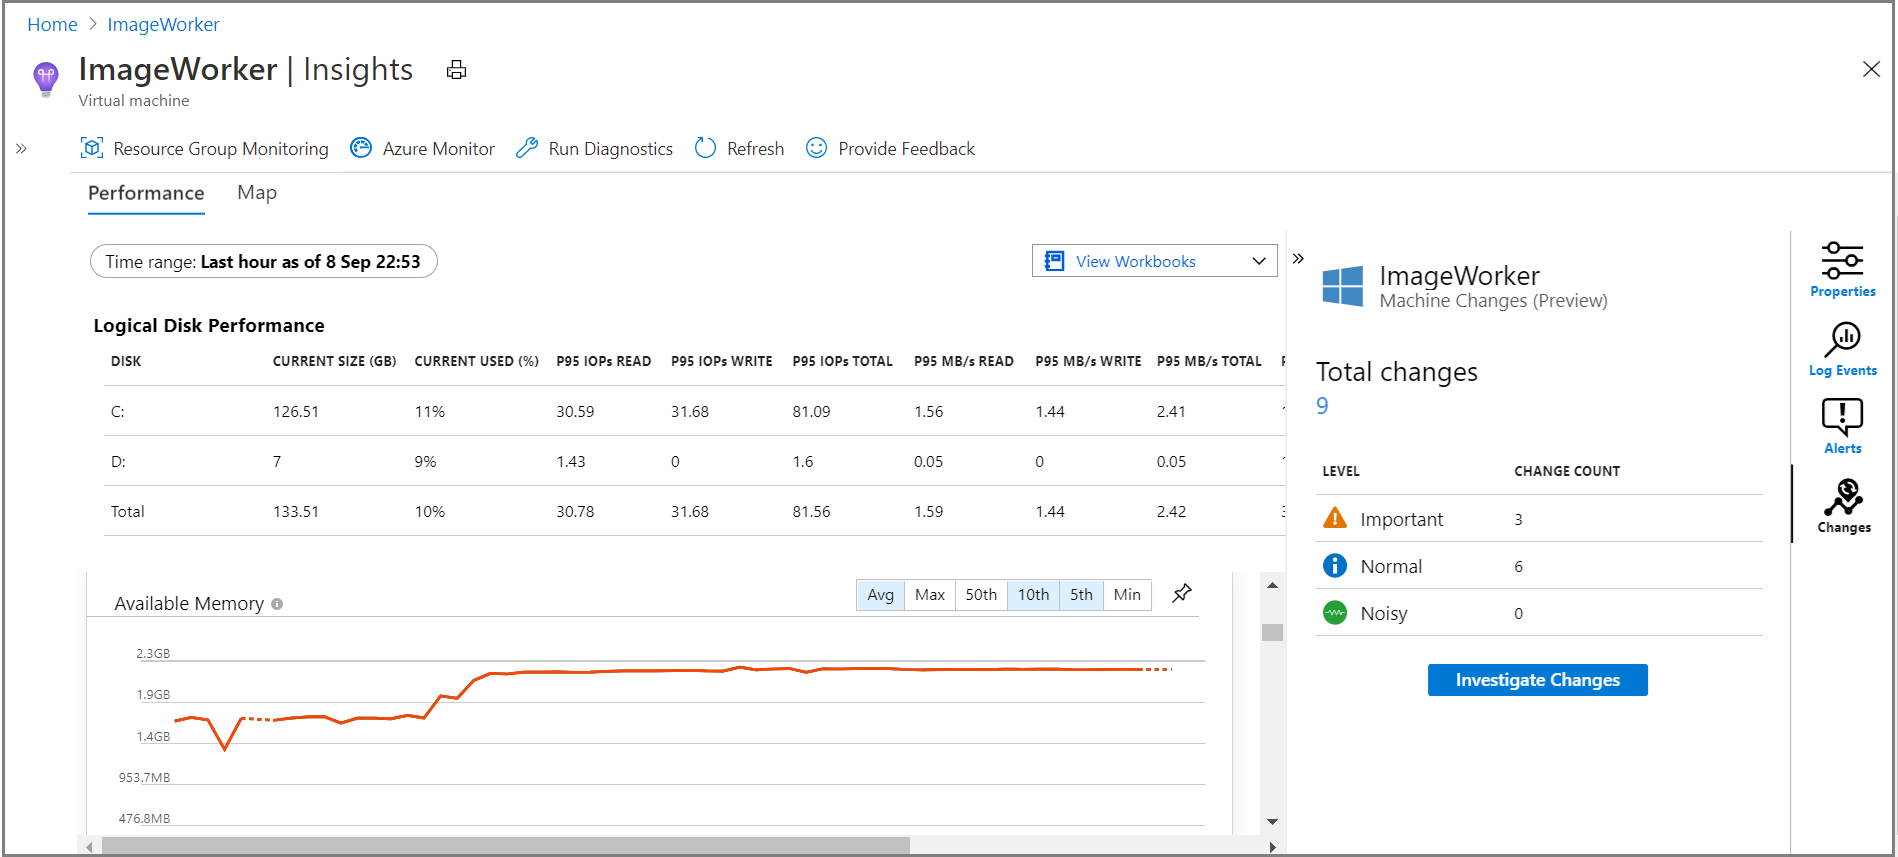 Home > ImageWorker
ImageWorker | Insights
Virtual machine
Resource Group Monitoring Azure Monitor Run Diagnostics Refresh Provide Feedback
Performance Map
Time range: Last hour as of 8 Sep 22:53
View Workbooks
Logical Disk Performance
DISK CURRENT SIZE (GB) CURRENT USED (%) P95 IOPs READ P95 IOPs WRITE P95 IOPs TOTAL P95 MB/s READ P95 MB/s WRITE P95 MB/s TOTAL
C: 126.51 11% 30.59 31.68 81.09 1.56 1.44 2.41
D: 7 9% 1.43 0 1.6 0.05 0 0.05
Total 133.51 10% 30.78 31.68 81.56 1.59 1.44 2.42
Available Memory
Avg Max 50th 10th 5th Min
2.3GB
1.9GB
1.4GB
953.7MB
476.8MB
ImageWorker
Machine Changes (Preview)
Total changes
9
LEVEL CHANGE COUNT
Important 3
Normal 6
Noisy 0
Investigate Changes
Properties
Log Events
Alerts
Changes